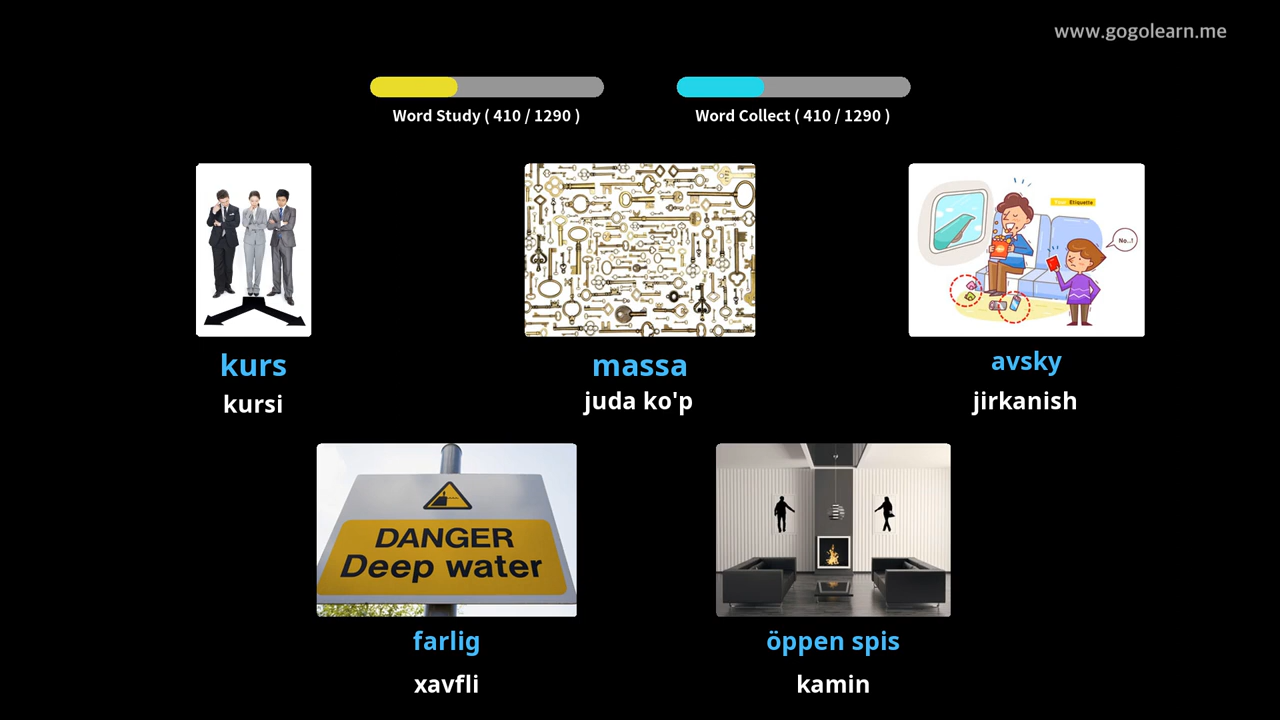 www.gogolearn.me
Word Study ( 410 / 1290 )
Word Collect ( 410 / 1290 )
Etiquette
No..!
kurs
kursi
massa
juda ko'p
avsky
jirkanish
DANGER
Deep water
farlig
xavfli
öppen spis
kamin